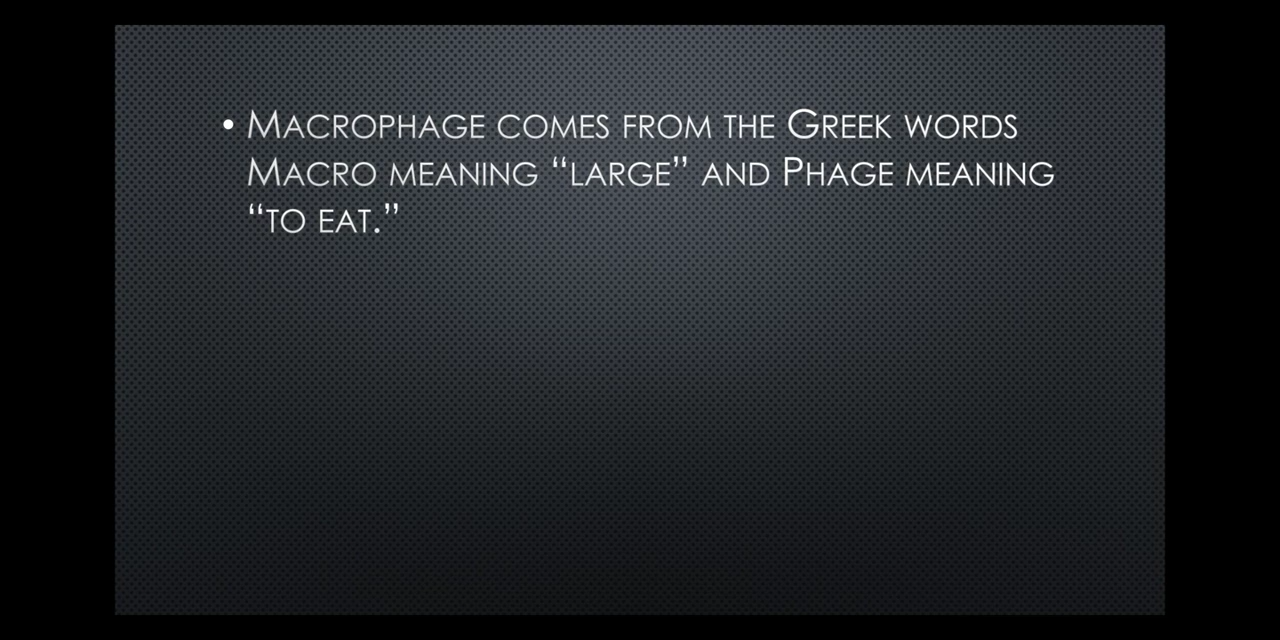 • Macrophage comes from the Greek words
Macro meaning “large” and Phage meaning
“to eat.”